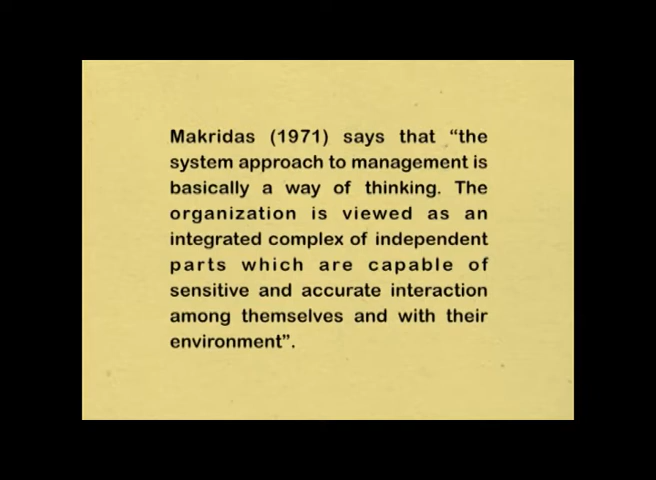 Makridas (1971) says that “the
system approach to management is
basically a way of thinking. The
organization is viewed as an
integrated complex of independent
parts which are capable of
sensitive and accurate interaction
among themselves and with their
environment”.